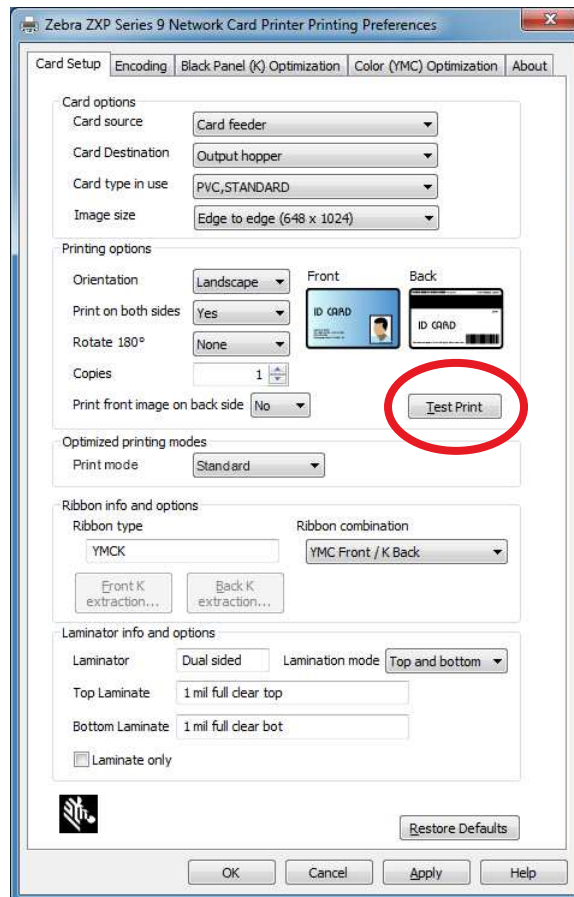 Zebra ZXP Series 9 Network Card Printer Printing Preferences
Card Setup Encoding Black Panel (K) Optimization Color (YMC) Optimization About
Card options
Card source Card feeder
Card Destination Output hopper
Card type in use PVC,STANDARD
Image size Edge to edge (648 x 1024)
Printing options
Orientation Landscape Front Back
Print on both sides Yes ID CARD ID CARD
Rotate 180° None
Copies 1
Print front image on back side No Test Print
Optimized printing modes
Print mode Standard
Ribbon info and options
Ribbon type Ribbon combination
YMCK YMC Front / K Back
Front K Back K
extraction... extraction...
Laminator info and options
Laminator Dual sided Lamination mode Top and bottom
Top Laminate 1 mil full clear top
Bottom Laminate 1 mil full clear bot
Laminate only
Restore Defaults
OK Cancel Apply Help